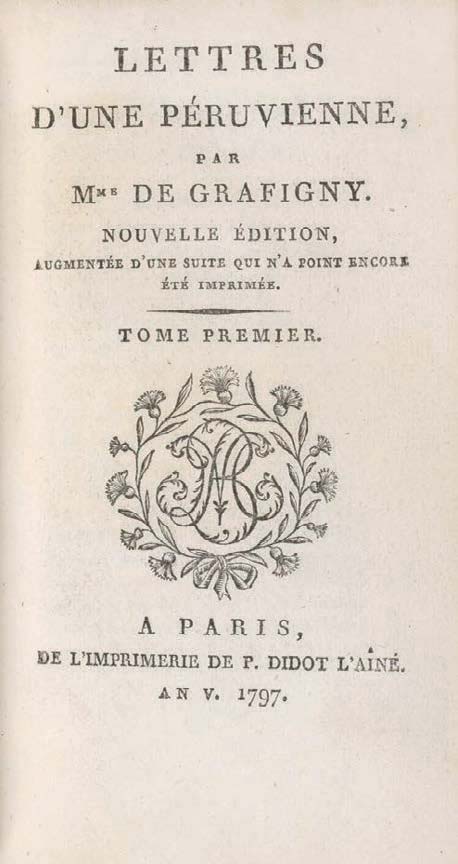 LETTRES
D'UNE PÉRUVIENNE,
PAR
Mᵐᵉ DE GRAFIGNY.
NOUVELLE ÉDITION,
AUGMENTÉE D'UNE SUITE QUI N'A POINT ENCORE
ÉTÉ IMPRIMÉE.
TOME PREMIER.
A PARIS,
DE L'IMPRIMERIE DE P. DIDOT L'AÎNÉ.
AN V. 1797.